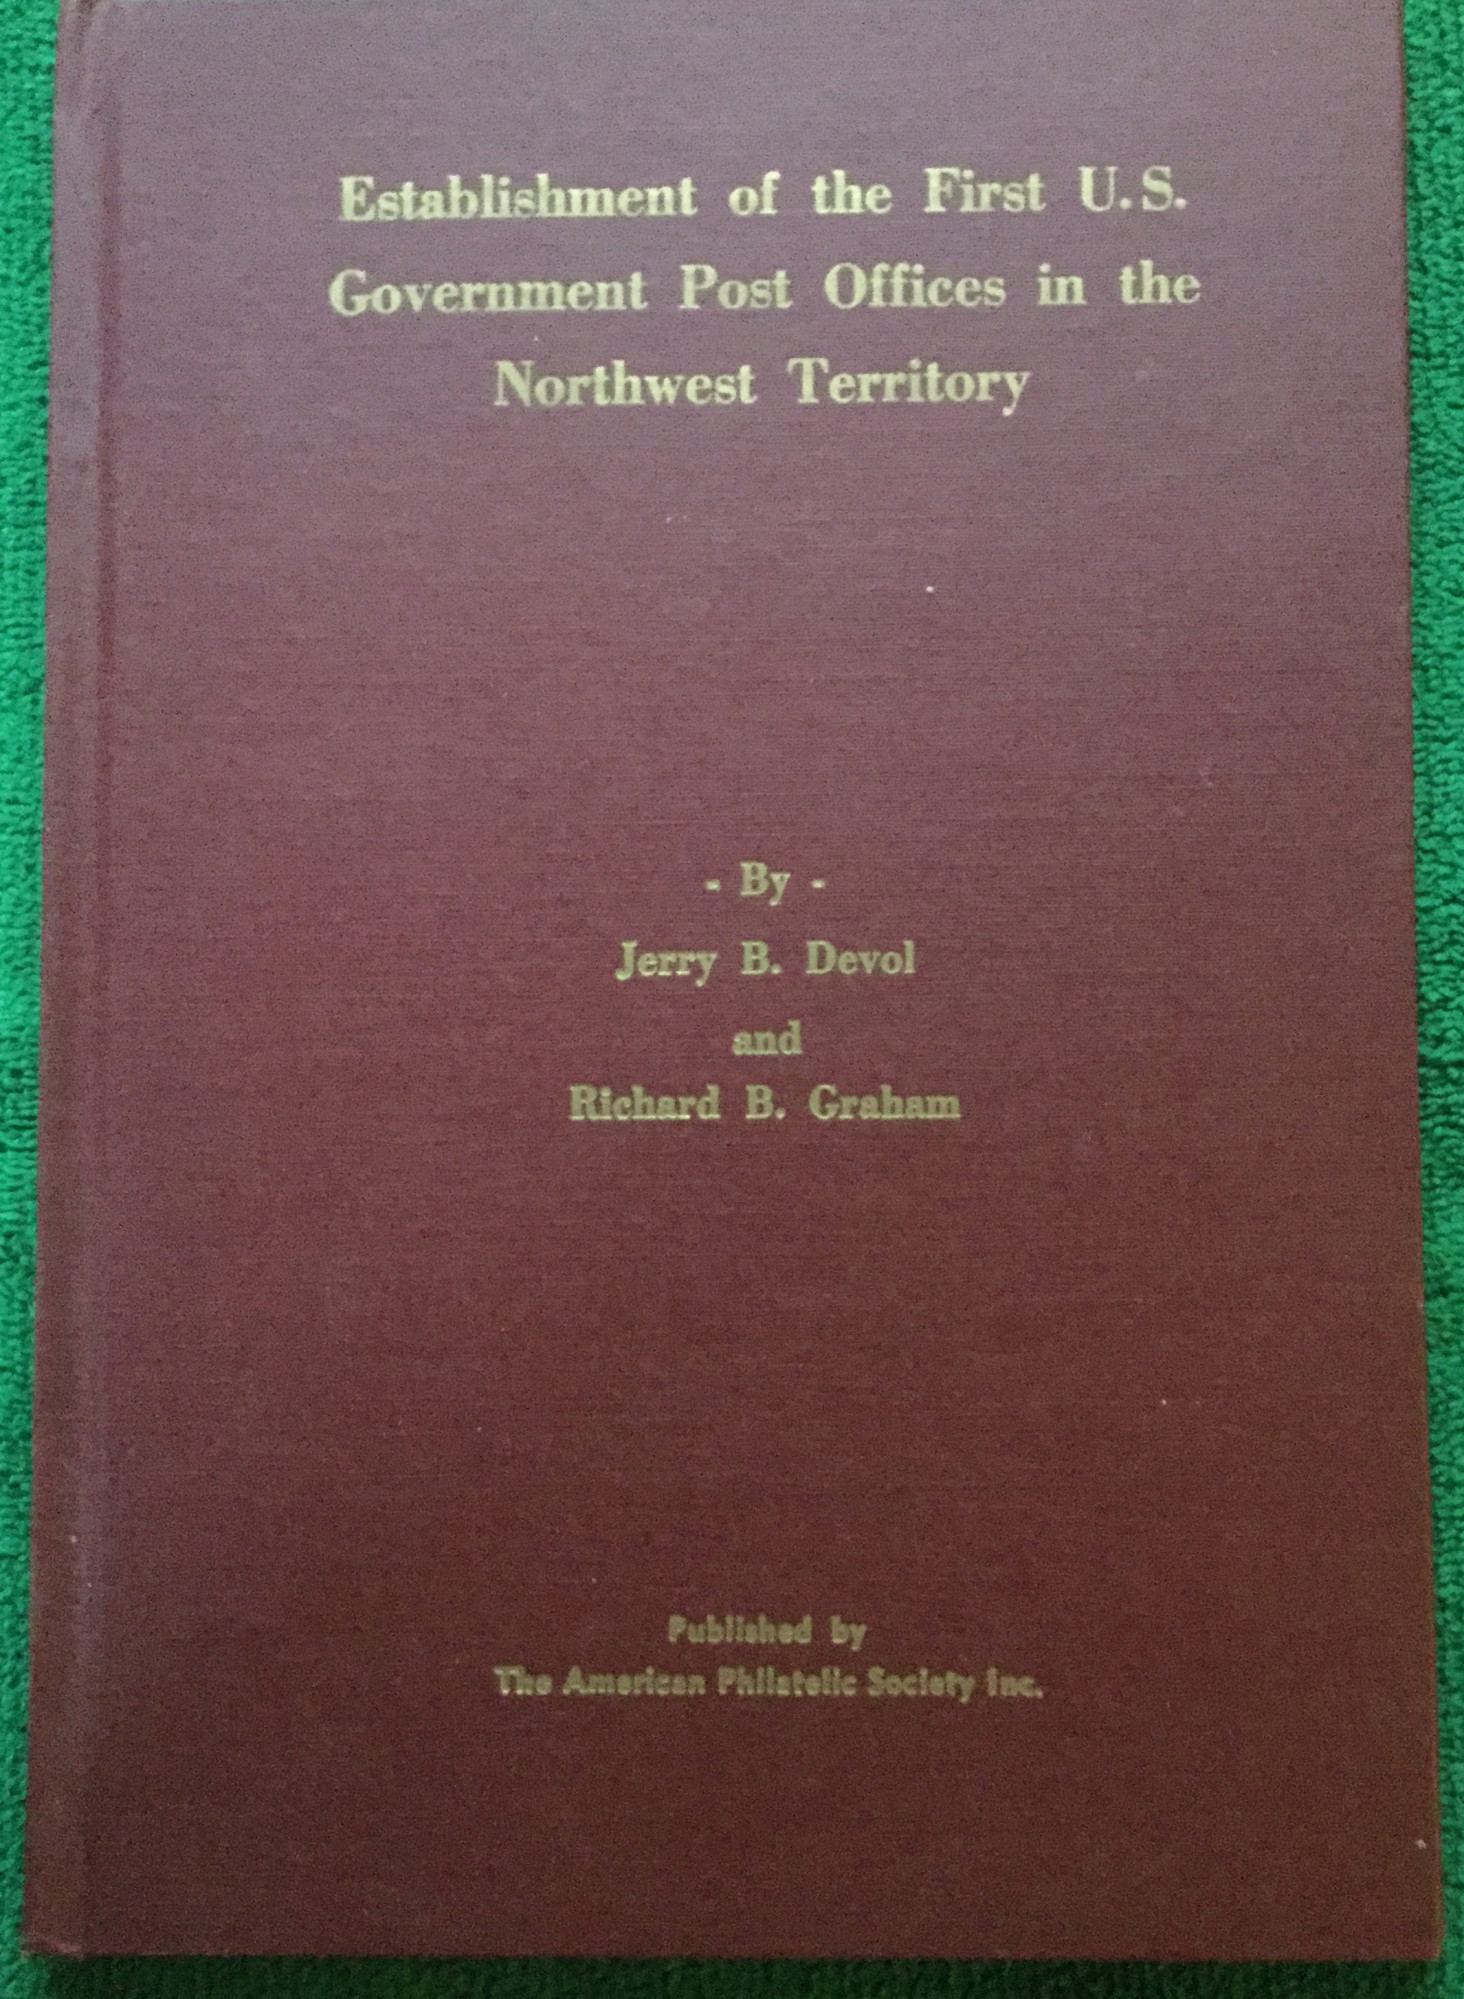 Establishment of the First U.S.
Government Post Offices in the
Northwest Territory
- By -
Jerry B. Devol
and
Richard B. Graham
Published by
The American Philatelic Society Inc.